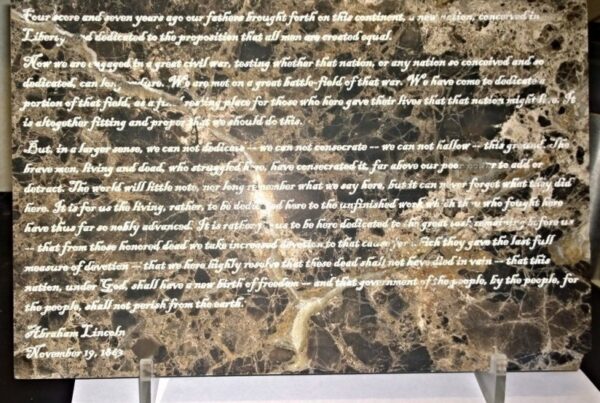 Four score and seven years ago our fathers brought forth on this continent, a new nation, conceived in
Liberty, and dedicated to the proposition that all men are created equal.
Now we are engaged in a great civil war, testing whether that nation, or any nation so conceived and so
dedicated, can long endure. We are met on a great battle-field of that war. We have come to dedicate a
portion of that field, as a resting place for those who here gave their lives that that nation might live. It
is altogether fitting and proper that we should do this.
But, in a larger sense, we can not dedicate -- we can not consecrate -- we can not hallow -- this ground. The
brave men, living and dead, who struggled here, have consecrated it, far above our poor power to add or
detract. The world will little note, nor long remember what we say here, but it can never forget what they did
here. It is for us the living, rather, to be dedicated here to the unfinished work which they who fought here
have thus far so nobly advanced. It is rather for us to be here dedicated to the great task remaining before us
-- that from these honored dead we take increased devotion to that cause for which they gave the last full
measure of devotion -- that we here highly resolve that these dead shall not have died in vain -- that this
nation, under God, shall have a new birth of freedom -- and that government of the people, by the people, for
the people, shall not perish from the earth.
Abraham Lincoln
November 19, 1863